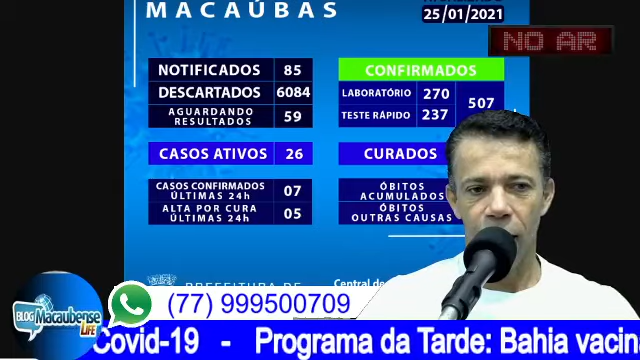 MACAÚBAS
25/01/2021
NO AR
NOTIFICADOS 85
DESCARTADOS 6084
AGUARDANDO RESULTADOS 59
CONFIRMADOS
LABORATÓRIO 270
507
TESTE RÁPIDO 237
CASOS ATIVOS 26
CURADOS
CASOS CONFIRMADOS ÚLTIMAS 24h 07
ALTA POR CURA ÚLTIMAS 24h 05
ÓBITOS ACUMULADOS
ÓBITOS OUTRAS CAUSAS
PREFEITURA DE
Central de
BLOG Macaubense LIFE
(77) 999500709
Covid-19 - Programa da Tarde: Bahia vacin